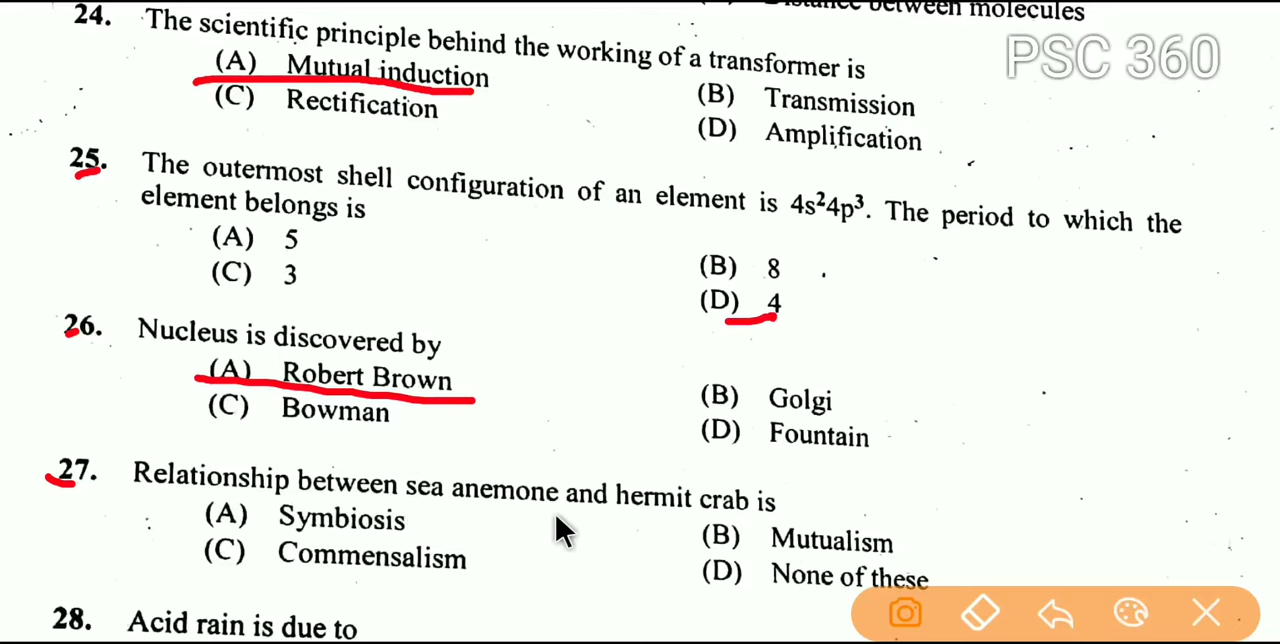 between molecules
PSC 360
24. The scientific principle behind the working of a transformer is
(A) Mutual induction
(B) Transmission
(C) Rectification
(D) Amplification
25. The outermost shell configuration of an element is 4s²4p³. The period to which the
element belongs is
(A) 5
(B) 8
(C) 3
(D) 4
26. Nucleus is discovered by
(A) Robert Brown
(B) Golgi
(C) Bowman
(D) Fountain
27. Relationship between sea anemone and hermit crab is
(A) Symbiosis
(B) Mutualism
(C) Commensalism
(D) None of these
28. Acid rain is due to